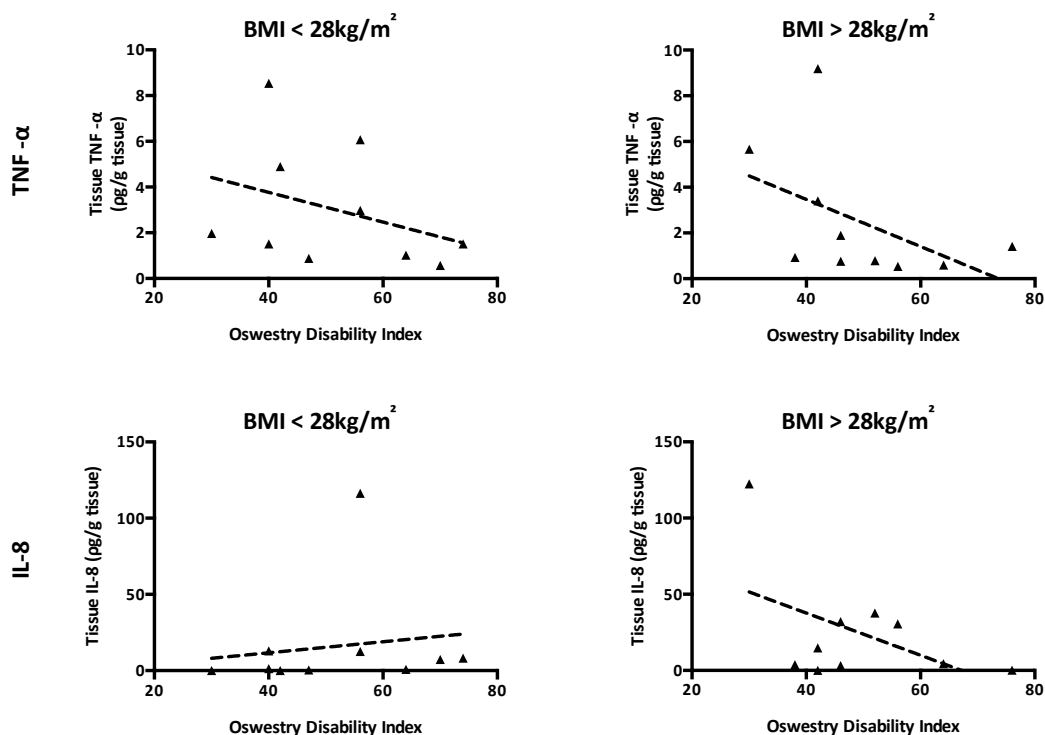 BMI < 28kg/m²
BMI > 28kg/m²
TNF -α
Tissue TNF -α
(ρg/g tissue)
10
8
6
4
2
0
20
40
60
80
Oswestry Disability Index
Tissue TNF -α
(ρg/g tissue)
10
8
6
4
2
0
20
40
60
80
Oswestry Disability Index
BMI < 28kg/m²
BMI > 28kg/m²
IL-8
Tissue IL-8 (ρg/g tissue)
150
100
50
0
20
40
60
80
Oswestry Disability Index
Tissue IL-8 (ρg/g tissue)
150
100
50
0
20
40
60
80
Oswestry Disability Index